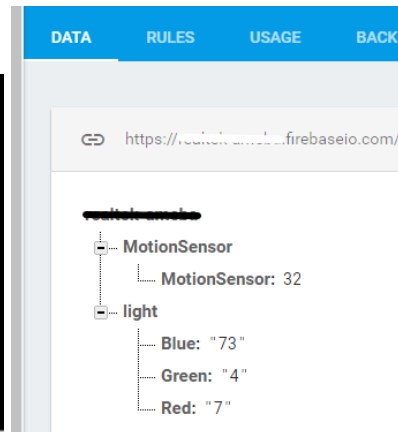 DATA RULES USAGE BACK
https:// .firebaseio.com/
MotionSensor
MotionSensor: 32
light
Blue: "73"
Green: "4"
Red: "7"